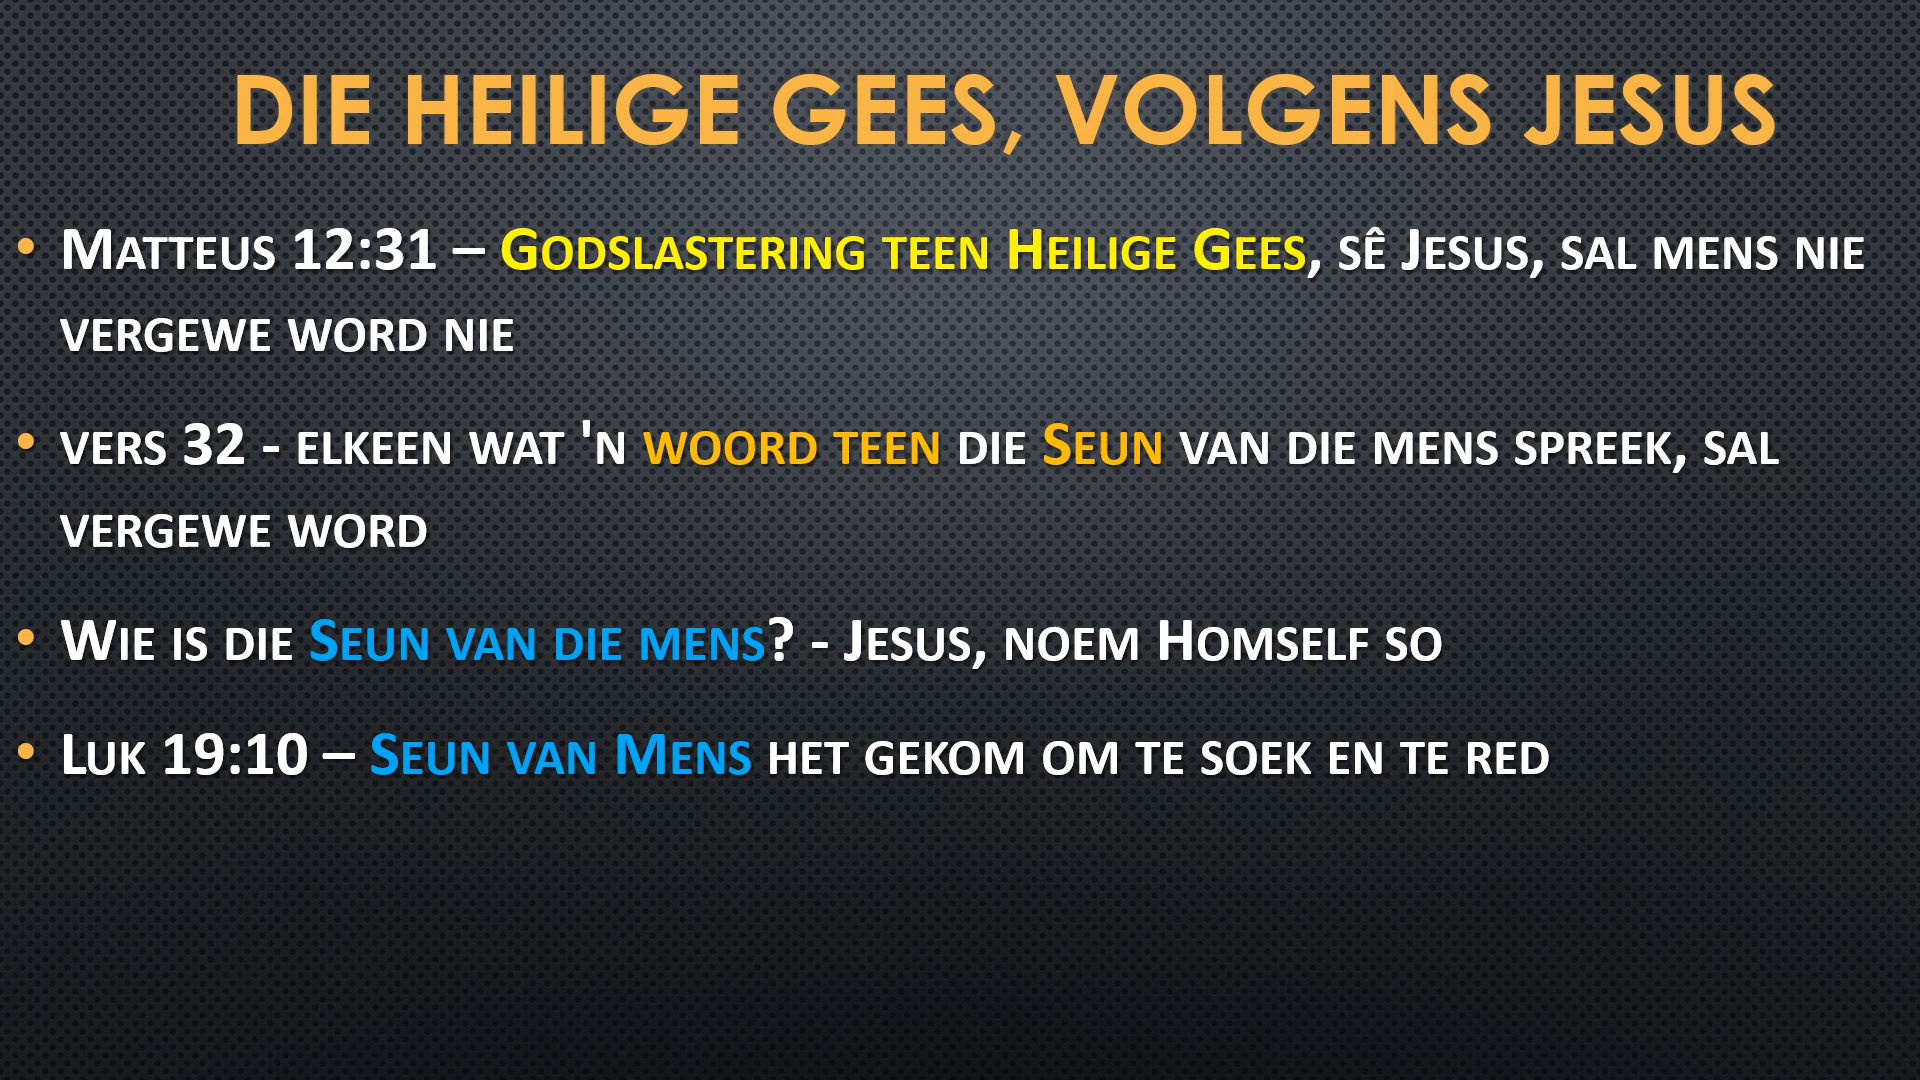 DIE HEILIGE GEES, VOLGENS JESUS
• Matteus 12:31 – Godslastering teen Heilige Gees, sê Jesus, sal mens nie
vergewe word nie
• vers 32 - elkeen wat 'n woord teen die Seun van die mens spreek, sal
vergewe word
• Wie is die Seun van die mens? - Jesus, noem Homself so
• Luk 19:10 – Seun van Mens het gekom om te soek en te red